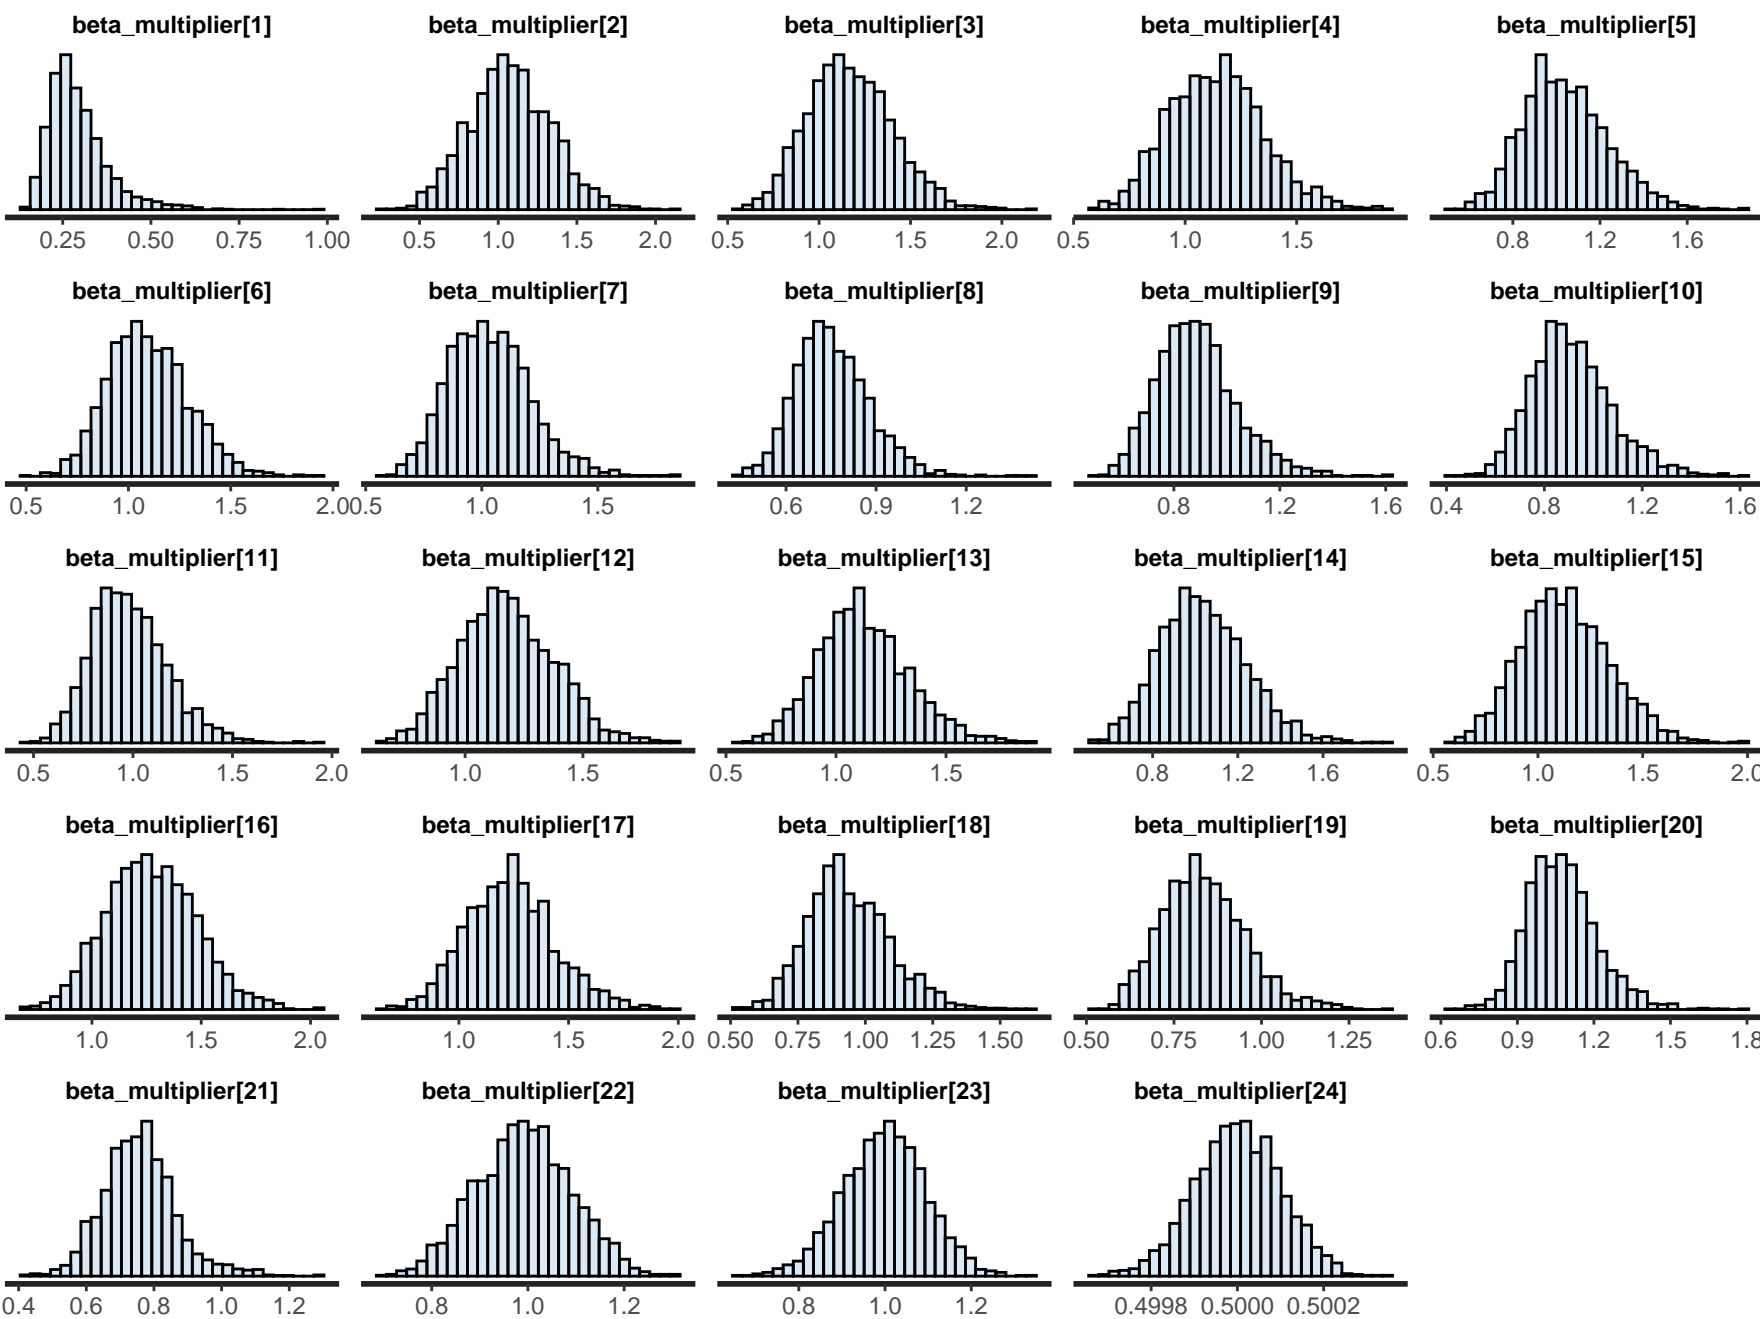 beta_multiplier[1] beta_multiplier[2] beta_multiplier[3] beta_multiplier[4] beta_multiplier[5]
0.25 0.50 0.75 1.00 0.5 1.0 1.5 2.0 0.5 1.0 1.5 2.0 0.5 1.0 1.5 0.8 1.2 1.6
beta_multiplier[6] beta_multiplier[7] beta_multiplier[8] beta_multiplier[9] beta_multiplier[10]
0.5 1.0 1.5 2.0 0.5 1.0 1.5 0.6 0.9 1.2 0.8 1.2 1.6 0.4 0.8 1.2 1.6
beta_multiplier[11] beta_multiplier[12] beta_multiplier[13] beta_multiplier[14] beta_multiplier[15]
0.5 1.0 1.5 2.0 1.0 1.5 0.5 1.0 1.5 0.8 1.2 1.6 0.5 1.0 1.5 2.0
beta_multiplier[16] beta_multiplier[17] beta_multiplier[18] beta_multiplier[19] beta_multiplier[20]
1.0 1.5 2.0 1.0 1.5 2.0 0.50 0.75 1.00 1.25 1.50 0.50 0.75 1.00 1.25 0.6 0.9 1.2 1.5 1.8
beta_multiplier[21] beta_multiplier[22] beta_multiplier[23] beta_multiplier[24]
0.4 0.6 0.8 1.0 1.2 0.8 1.0 1.2 0.8 1.0 1.2 0.4998 0.5000 0.5002